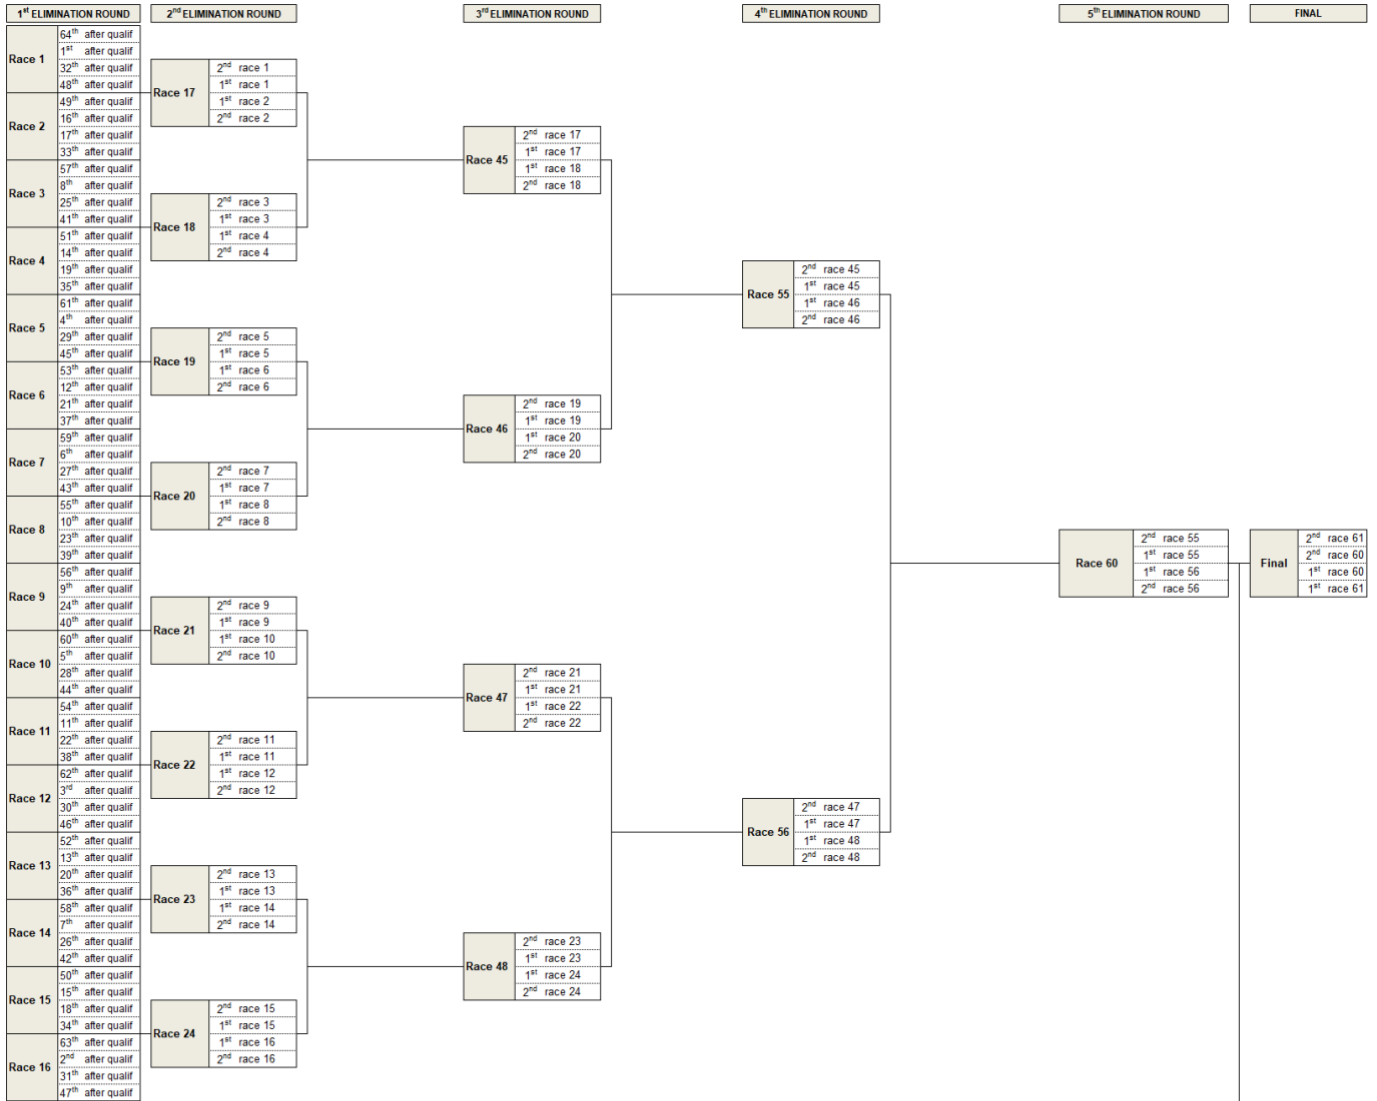 1st ELIMINATION ROUND
2nd ELIMINATION ROUND
3rd ELIMINATION ROUND
4th ELIMINATION ROUND
5th ELIMINATION ROUND
FINAL
Race 1
64th after qualif
1st after qualif
32th after qualif
48th after qualif
Race 2
49th after qualif
16th after qualif
17th after qualif
33th after qualif
Race 3
57th after qualif
8th after qualif
25th after qualif
41th after qualif
Race 4
51th after qualif
14th after qualif
19th after qualif
35th after qualif
Race 5
61th after qualif
4th after qualif
29th after qualif
45th after qualif
Race 6
53th after qualif
12th after qualif
21th after qualif
37th after qualif
Race 7
59th after qualif
6th after qualif
27th after qualif
43th after qualif
Race 8
55th after qualif
10th after qualif
23th after qualif
39th after qualif
Race 9
56th after qualif
9th after qualif
24th after qualif
40th after qualif
Race 10
60th after qualif
5th after qualif
28th after qualif
44th after qualif
Race 11
54th after qualif
11th after qualif
22th after qualif
38th after qualif
Race 12
62th after qualif
3rd after qualif
30th after qualif
46th after qualif
Race 13
52th after qualif
13th after qualif
20th after qualif
36th after qualif
Race 14
58th after qualif
7th after qualif
26th after qualif
42th after qualif
Race 15
50th after qualif
15th after qualif
18th after qualif
34th after qualif
Race 16
63th after qualif
2nd after qualif
31th after qualif
47th after qualif
Race 17
2nd race 1
1st race 1
1st race 2
2nd race 2
Race 18
2nd race 3
1st race 3
1st race 4
2nd race 4
Race 19
2nd race 5
1st race 5
1st race 6
2nd race 6
Race 20
2nd race 7
1st race 7
1st race 8
2nd race 8
Race 21
2nd race 9
1st race 9
1st race 10
2nd race 10
Race 22
2nd race 11
1st race 11
1st race 12
2nd race 12
Race 23
2nd race 13
1st race 13
1st race 14
2nd race 14
Race 24
2nd race 15
1st race 15
1st race 16
2nd race 16
Race 45
2nd race 17
1st race 17
1st race 18
2nd race 18
Race 46
2nd race 19
1st race 19
1st race 20
2nd race 20
Race 47
2nd race 21
1st race 21
1st race 22
2nd race 22
Race 48
2nd race 23
1st race 23
1st race 24
2nd race 24
Race 55
2nd race 45
1st race 45
1st race 46
2nd race 46
Race 56
2nd race 47
1st race 47
1st race 48
2nd race 48
Race 60
2nd race 55
1st race 55
1st race 56
2nd race 56
Final
2nd race 61
2nd race 60
1st race 60
1st race 61